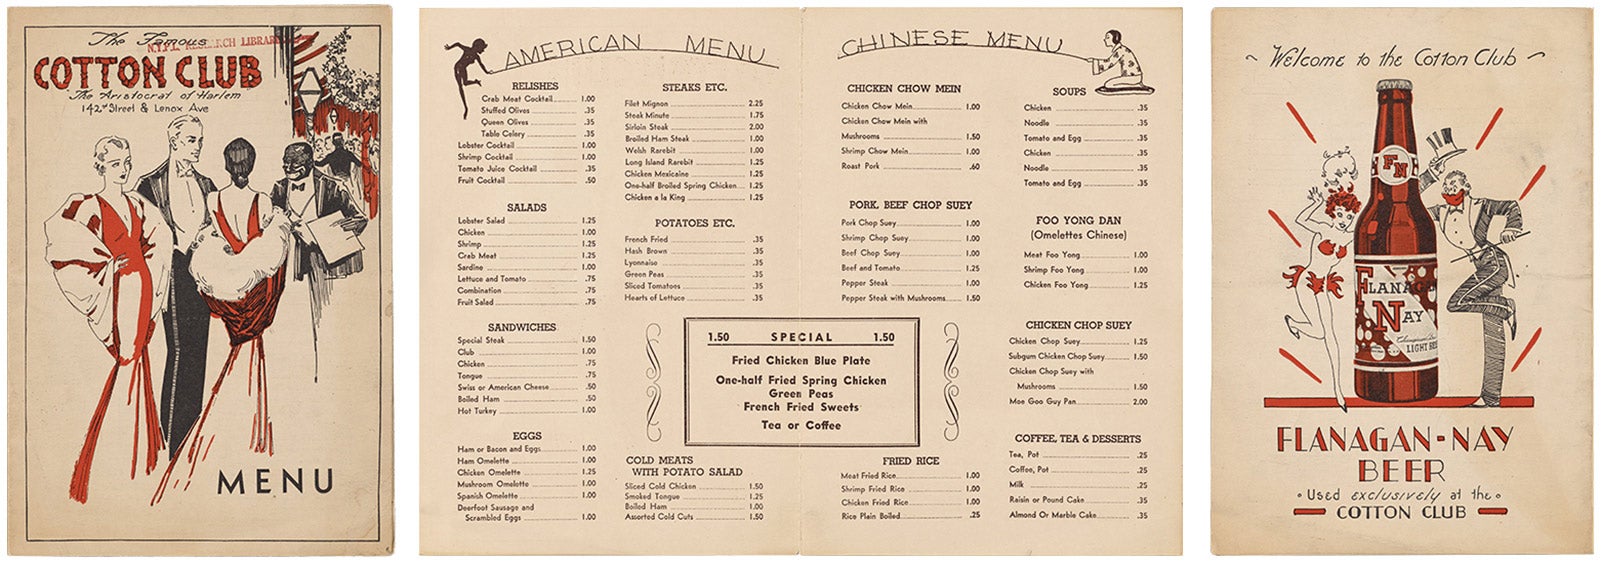 The Famous
N.Y.P.L. RESEARCH LIBRARIES
COTTON CLUB
The Aristocrat of Harlem
142nd Street & Lenox Ave
MENU
AMERICAN MENU
RELISHES
Crab Meat Cocktail 1.00
Stuffed Olives .35
Queen Olives .35
Table Celery .35
Lobster Cocktail 1.00
Shrimp Cocktail 1.00
Tomato Juice Cocktail .35
Fruit Cocktail .50
SALADS
Lobster Salad 1.25
Chicken 1.00
Shrimp 1.25
Crab Meat 1.25
Sardine 1.00
Lettuce and Tomato .75
Combination .75
Fruit Salad .75
SANDWICHES
Special Steak 1.50
Club 1.00
Chicken .75
Tongue .75
Swiss or American Cheese .50
Boiled Ham .50
Hot Turkey 1.00
EGGS
Ham or Bacon and Eggs 1.00
Ham Omelette 1.00
Chicken Omelette 1.25
Mushroom Omelette 1.00
Spanish Omelette 1.00
Deerfoot Sausage and
Scrambled Eggs 1.00
STEAKS ETC.
Filet Mignon 2.25
Steak Minute 1.75
Sirloin Steak 2.00
Broiled Ham Steak 1.00
Welsh Rarebit 1.00
Long Island Rarebit 1.25
Chicken Mexicaine 1.25
One-half Broiled Spring Chicken 1.25
Chicken a la King 1.25
POTATOES ETC.
French Fried .35
Hash Brown .35
Lyonnaise .35
Green Peas .35
Sliced Tomatoes .35
Hearts of Lettuce .35
1.50 SPECIAL 1.50
Fried Chicken Blue Plate
One-half Fried Spring Chicken
Green Peas
French Fried Sweets
Tea or Coffee
COLD MEATS
WITH POTATO SALAD
Sliced Cold Chicken 1.50
Smoked Tongue 1.25
Boiled Ham 1.00
Assorted Cold Cuts 1.50
CHINESE MENU
CHICKEN CHOW MEIN
Chicken Chow Mein 1.00
Chicken Chow Mein with
Mushrooms 1.50
Shrimp Chow Mein 1.00
Roast Pork .60
PORK, BEEF CHOP SUEY
Pork Chop Suey 1.00
Shrimp Chop Suey 1.00
Beef Chop Suey 1.00
Beef and Tomato 1.25
Pepper Steak 1.00
Pepper Steak with Mushrooms 1.50
FRIED RICE
Meat Fried Rice 1.00
Shrimp Fried Rice 1.00
Chicken Fried Rice 1.00
Rice Plain Boiled .25
SOUPS
Chicken .35
Noodle .35
Tomato and Egg .35
Chicken .35
Noodle .35
Tomato and Egg .35
FOO YONG DAN
(Omelettes Chinese)
Meat Foo Yong 1.00
Shrimp Foo Yong 1.00
Chicken Foo Yong 1.25
CHICKEN CHOP SUEY
Chicken Chop Suey 1.25
Subgum Chicken Chop Suey 1.50
Chicken Chop Suey with
Mushrooms 1.50
Moe Goo Guy Pan 2.00
COFFEE, TEA & DESSERTS
Tea, Pot .25
Coffee, Pot .25
Milk .25
Raisin or Pound Cake .35
Almond Or Marble Cake .35
Welcome to the Cotton Club
FN
FLANAGAN
NAY
LIGHT BEER
FLANAGAN-NAY
BEER
Used exclusively at the
COTTON CLUB